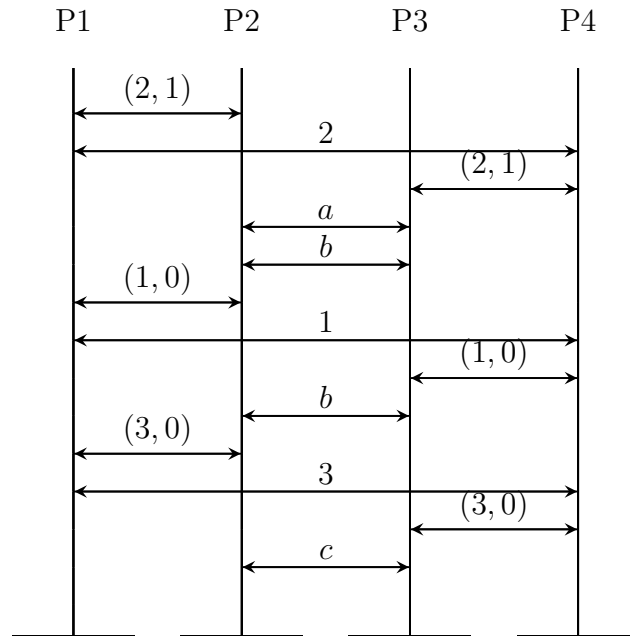 P1 P2 P3 P4
(2, 1)
2
(2, 1)
a
b
(1, 0)
1
(1, 0)
b
(3, 0)
3
(3, 0)
c